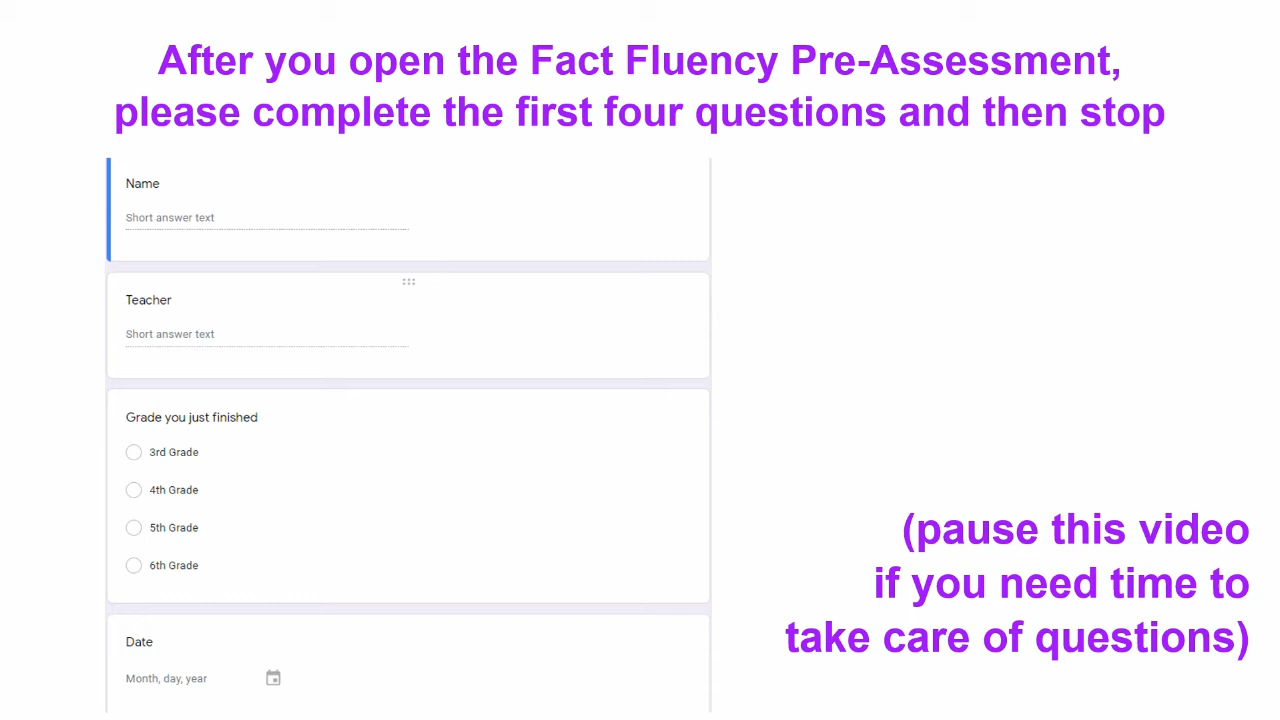 After you open the Fact Fluency Pre-Assessment,
please complete the first four questions and then stop
Name
Short answer text
Teacher
Short answer text
Grade you just finished
3rd Grade
4th Grade
5th Grade
6th Grade
Date
Month, day, year
(pause this video
if you need time to
take care of questions)